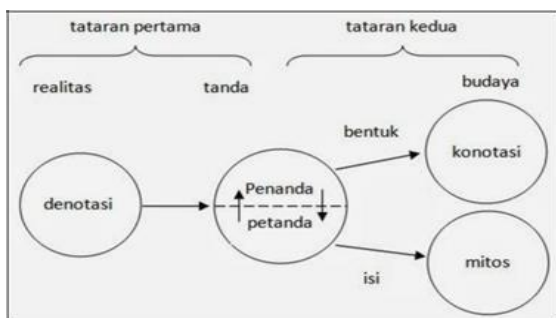 tataran pertama tataran kedua
realitas tanda budaya
bentuk
konotasi
denotasi
Penanda
petanda
isi
mitos